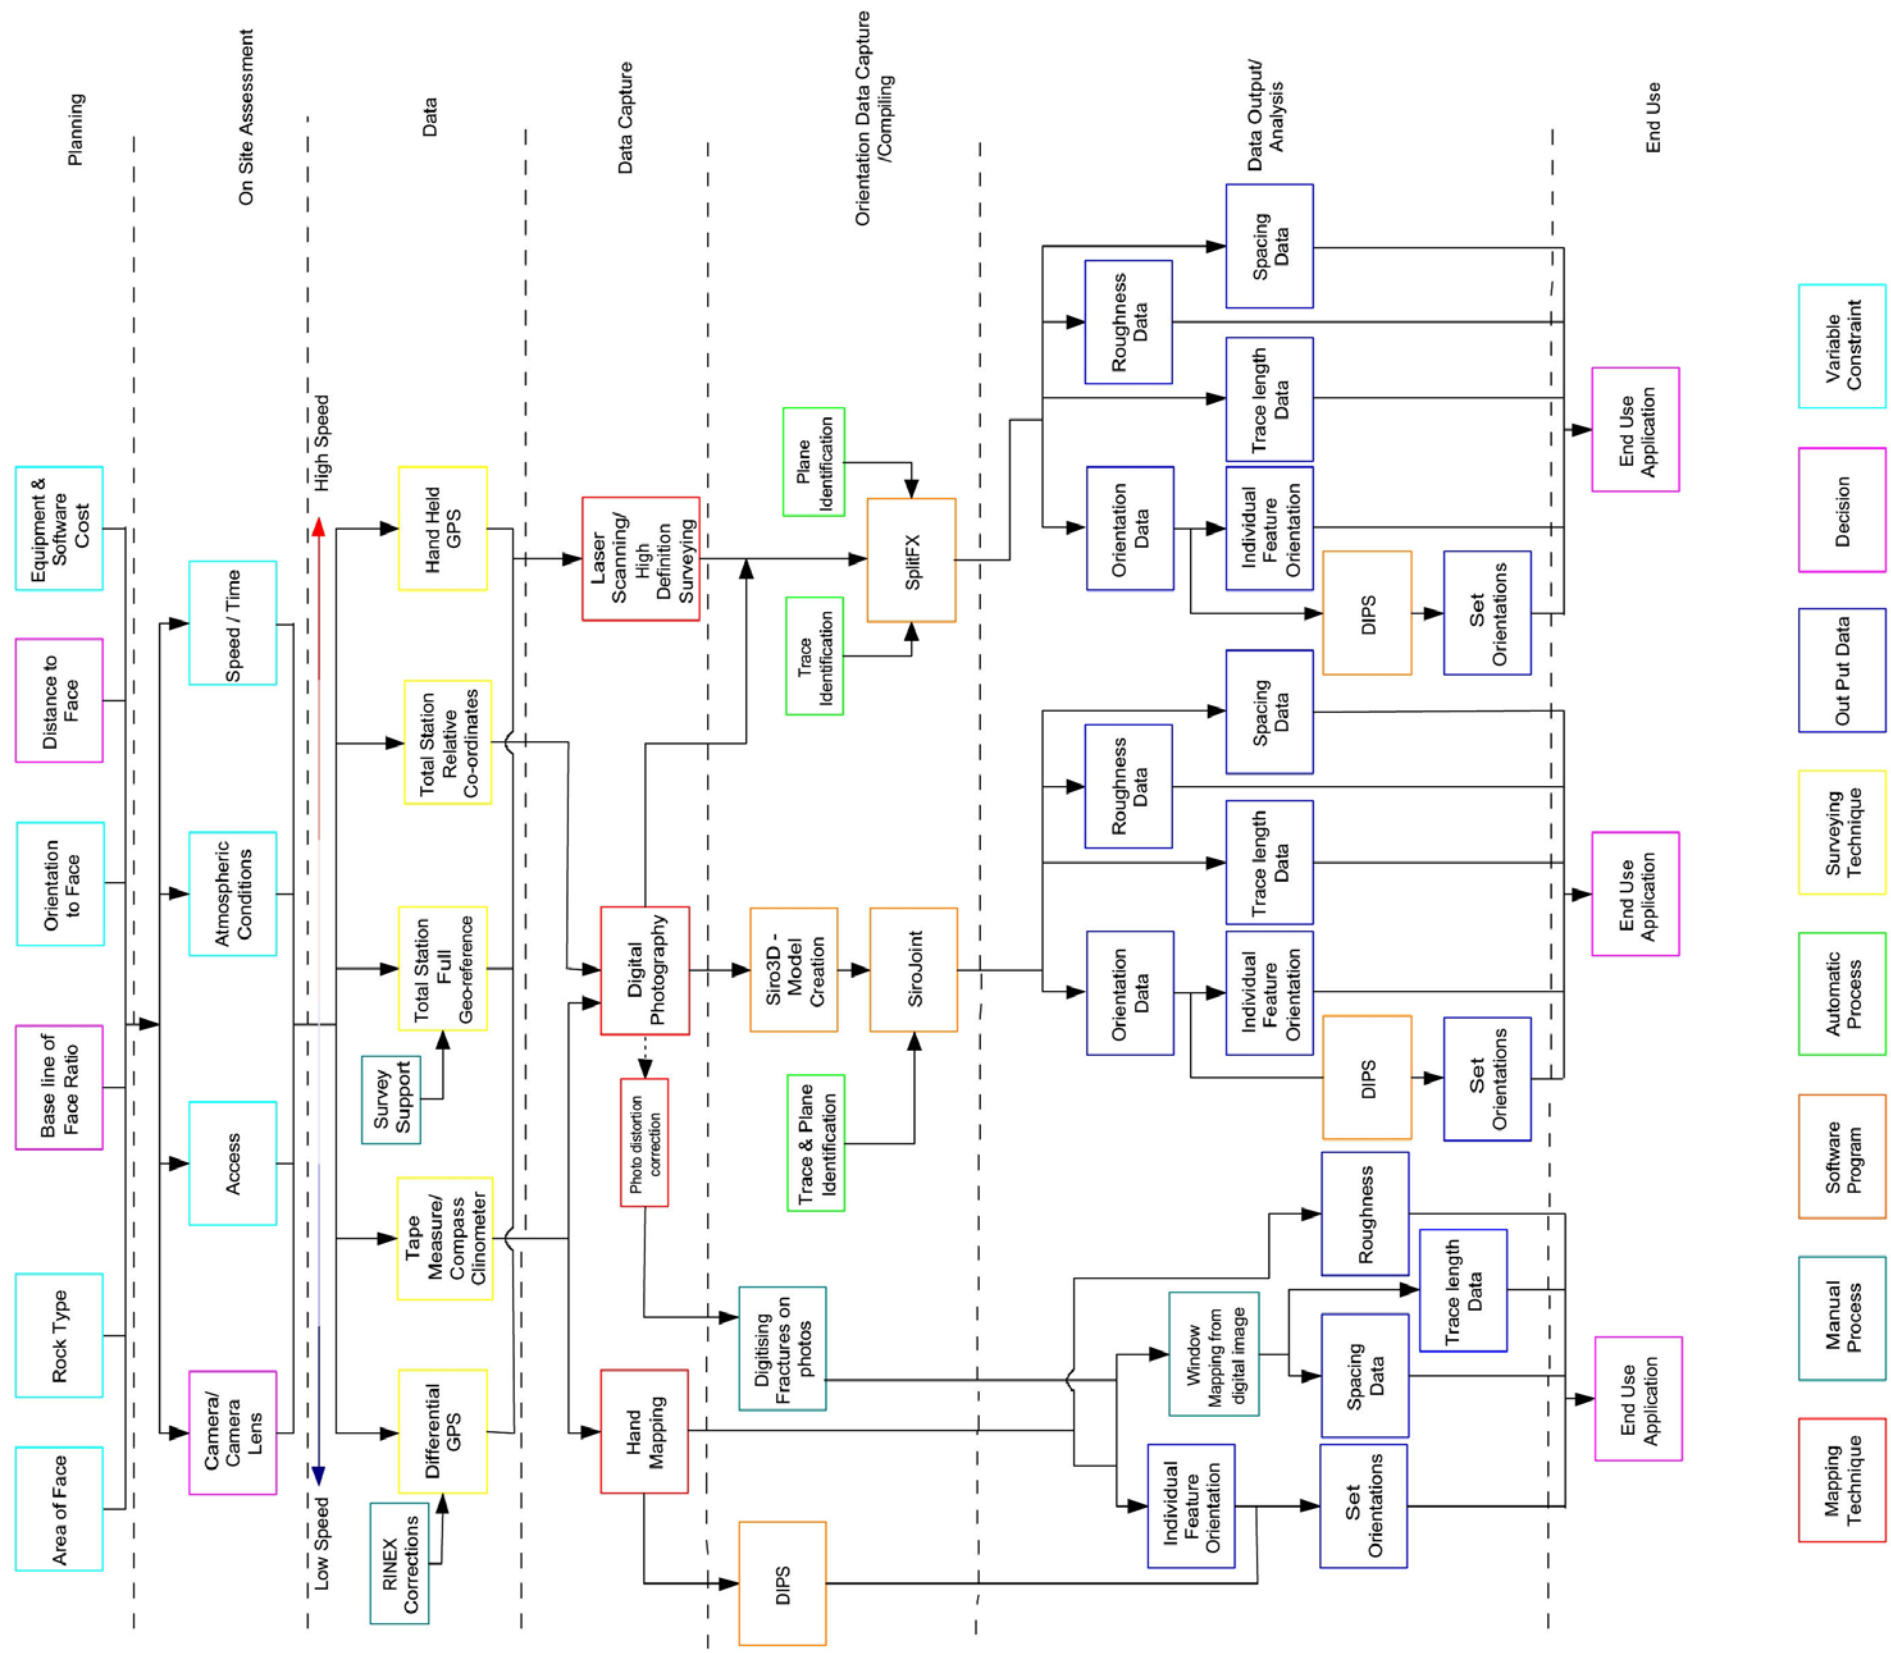 Planning
Area of Face
Rock Type
Base line of
Face Ratio
Orientation
to Face
Distance to
Face
Equipment &
Software
Cost
On Site Assessment
Camera/
Camera
Lens
Access
Atmospheric
Conditions
Speed / Time
Low Speed
High Speed
Data
RINEX
Corrections
Differential
GPS
Tape
Measure/
Compass
Clinometer
Survey
Support
Total Station
Full
Geo-reference
Total Station
Relative
Co-ordinates
Hand Held
GPS
Data Capture
Hand
Mapping
Photo distortion
correction
Digital
Photography
Laser
Scanning/
High
Definition
Surveying
Orientation Data Capture
/Compiling
DIPS
Digitising
Fractures on
photos
Trace & Plane
Identification
Siro3D -
Model
Creation
SiroJoint
Trace
Identification
Plane
Identification
SplitFX
Data Output/
Analysis
Individual
Feature
Orientation
Window
Mapping from
digital image
Set
Orientations
Spacing
Data
Trace length
Data
Roughness
Orientation
Data
Roughness
Data
Individual
Feature
Orientation
Trace length
Data
Spacing
Data
DIPS
Set
Orientations
Orientation
Data
Roughness
Data
Individual
Feature
Orientation
Trace length
Data
Spacing
Data
DIPS
Set
Orientations
End Use
End Use
Application
End Use
Application
End Use
Application
Mapping
Technique
Manual
Process
Software
Program
Automatic
Process
Surveying
Technique
Out Put Data
Decision
Variable
Constraint